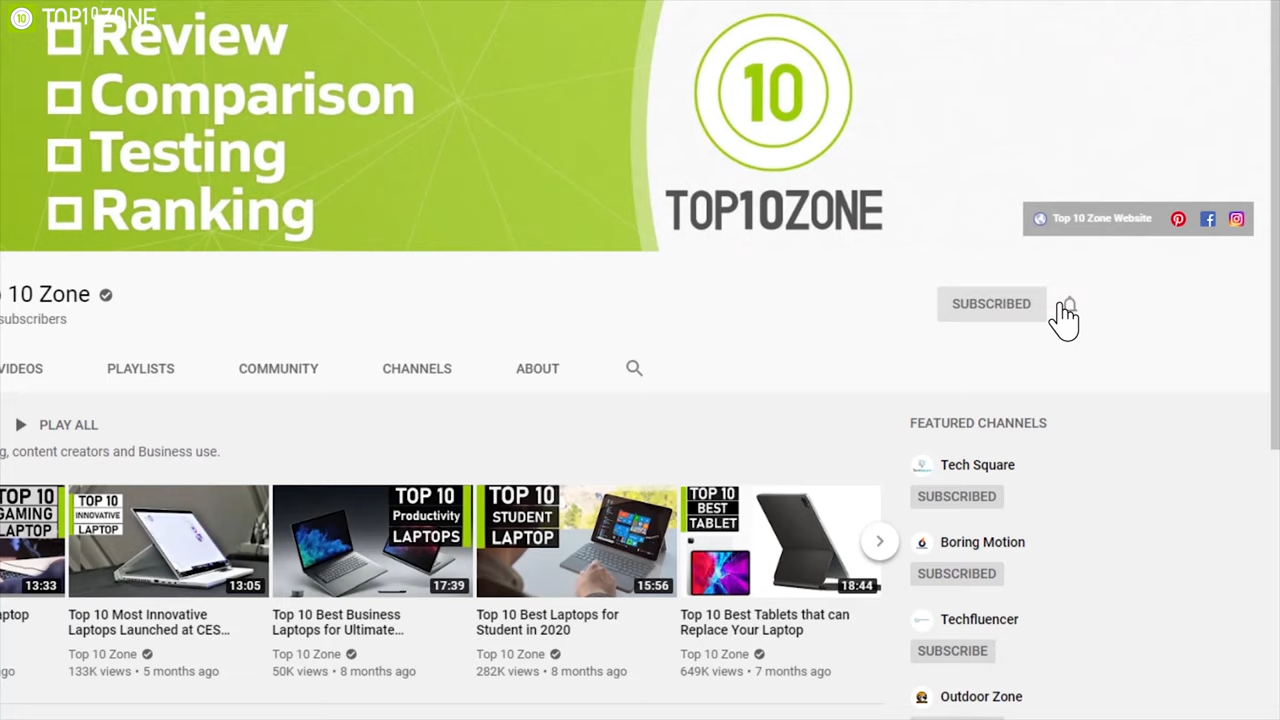 10 TOP10ZONE
Review
Comparison
Testing
Ranking
10
TOP10ZONE
Top 10 Zone Website
10 Zone
subscribers
SUBSCRIBED
VIDEOS
PLAYLISTS
COMMUNITY
CHANNELS
ABOUT
PLAY ALL
g, content creators and Business use.
TOP 10
GAMING
LAPTOP
13:33
TOP 10
INNOVATIVE
LAPTOP
13:05
TOP 10
Productivity
LAPTOPS
17:39
TOP 10
STUDENT
LAPTOP
15:56
TOP 10
BEST
TABLET
18:44
aptop
go
Top 10 Most Innovative
Laptops Launched at CES...
Top 10 Zone
133K views • 5 months ago
Top 10 Best Business
Laptops for Ultimate...
Top 10 Zone
50K views • 8 months ago
Top 10 Best Laptops for
Student in 2020
Top 10 Zone
282K views • 8 months ago
Top 10 Best Tablets that can
Replace Your Laptop
Top 10 Zone
649K views • 7 months ago
FEATURED CHANNELS
Tech Square
SUBSCRIBED
Boring Motion
SUBSCRIBED
Techfluencer
SUBSCRIBE
Outdoor Zone